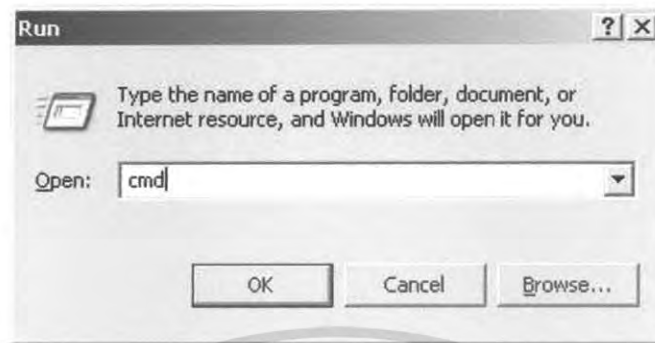 Run
Type the name of a program, folder, document, or
Internet resource, and Windows will open it for you.
Open: cmd
OK Cancel Browse...